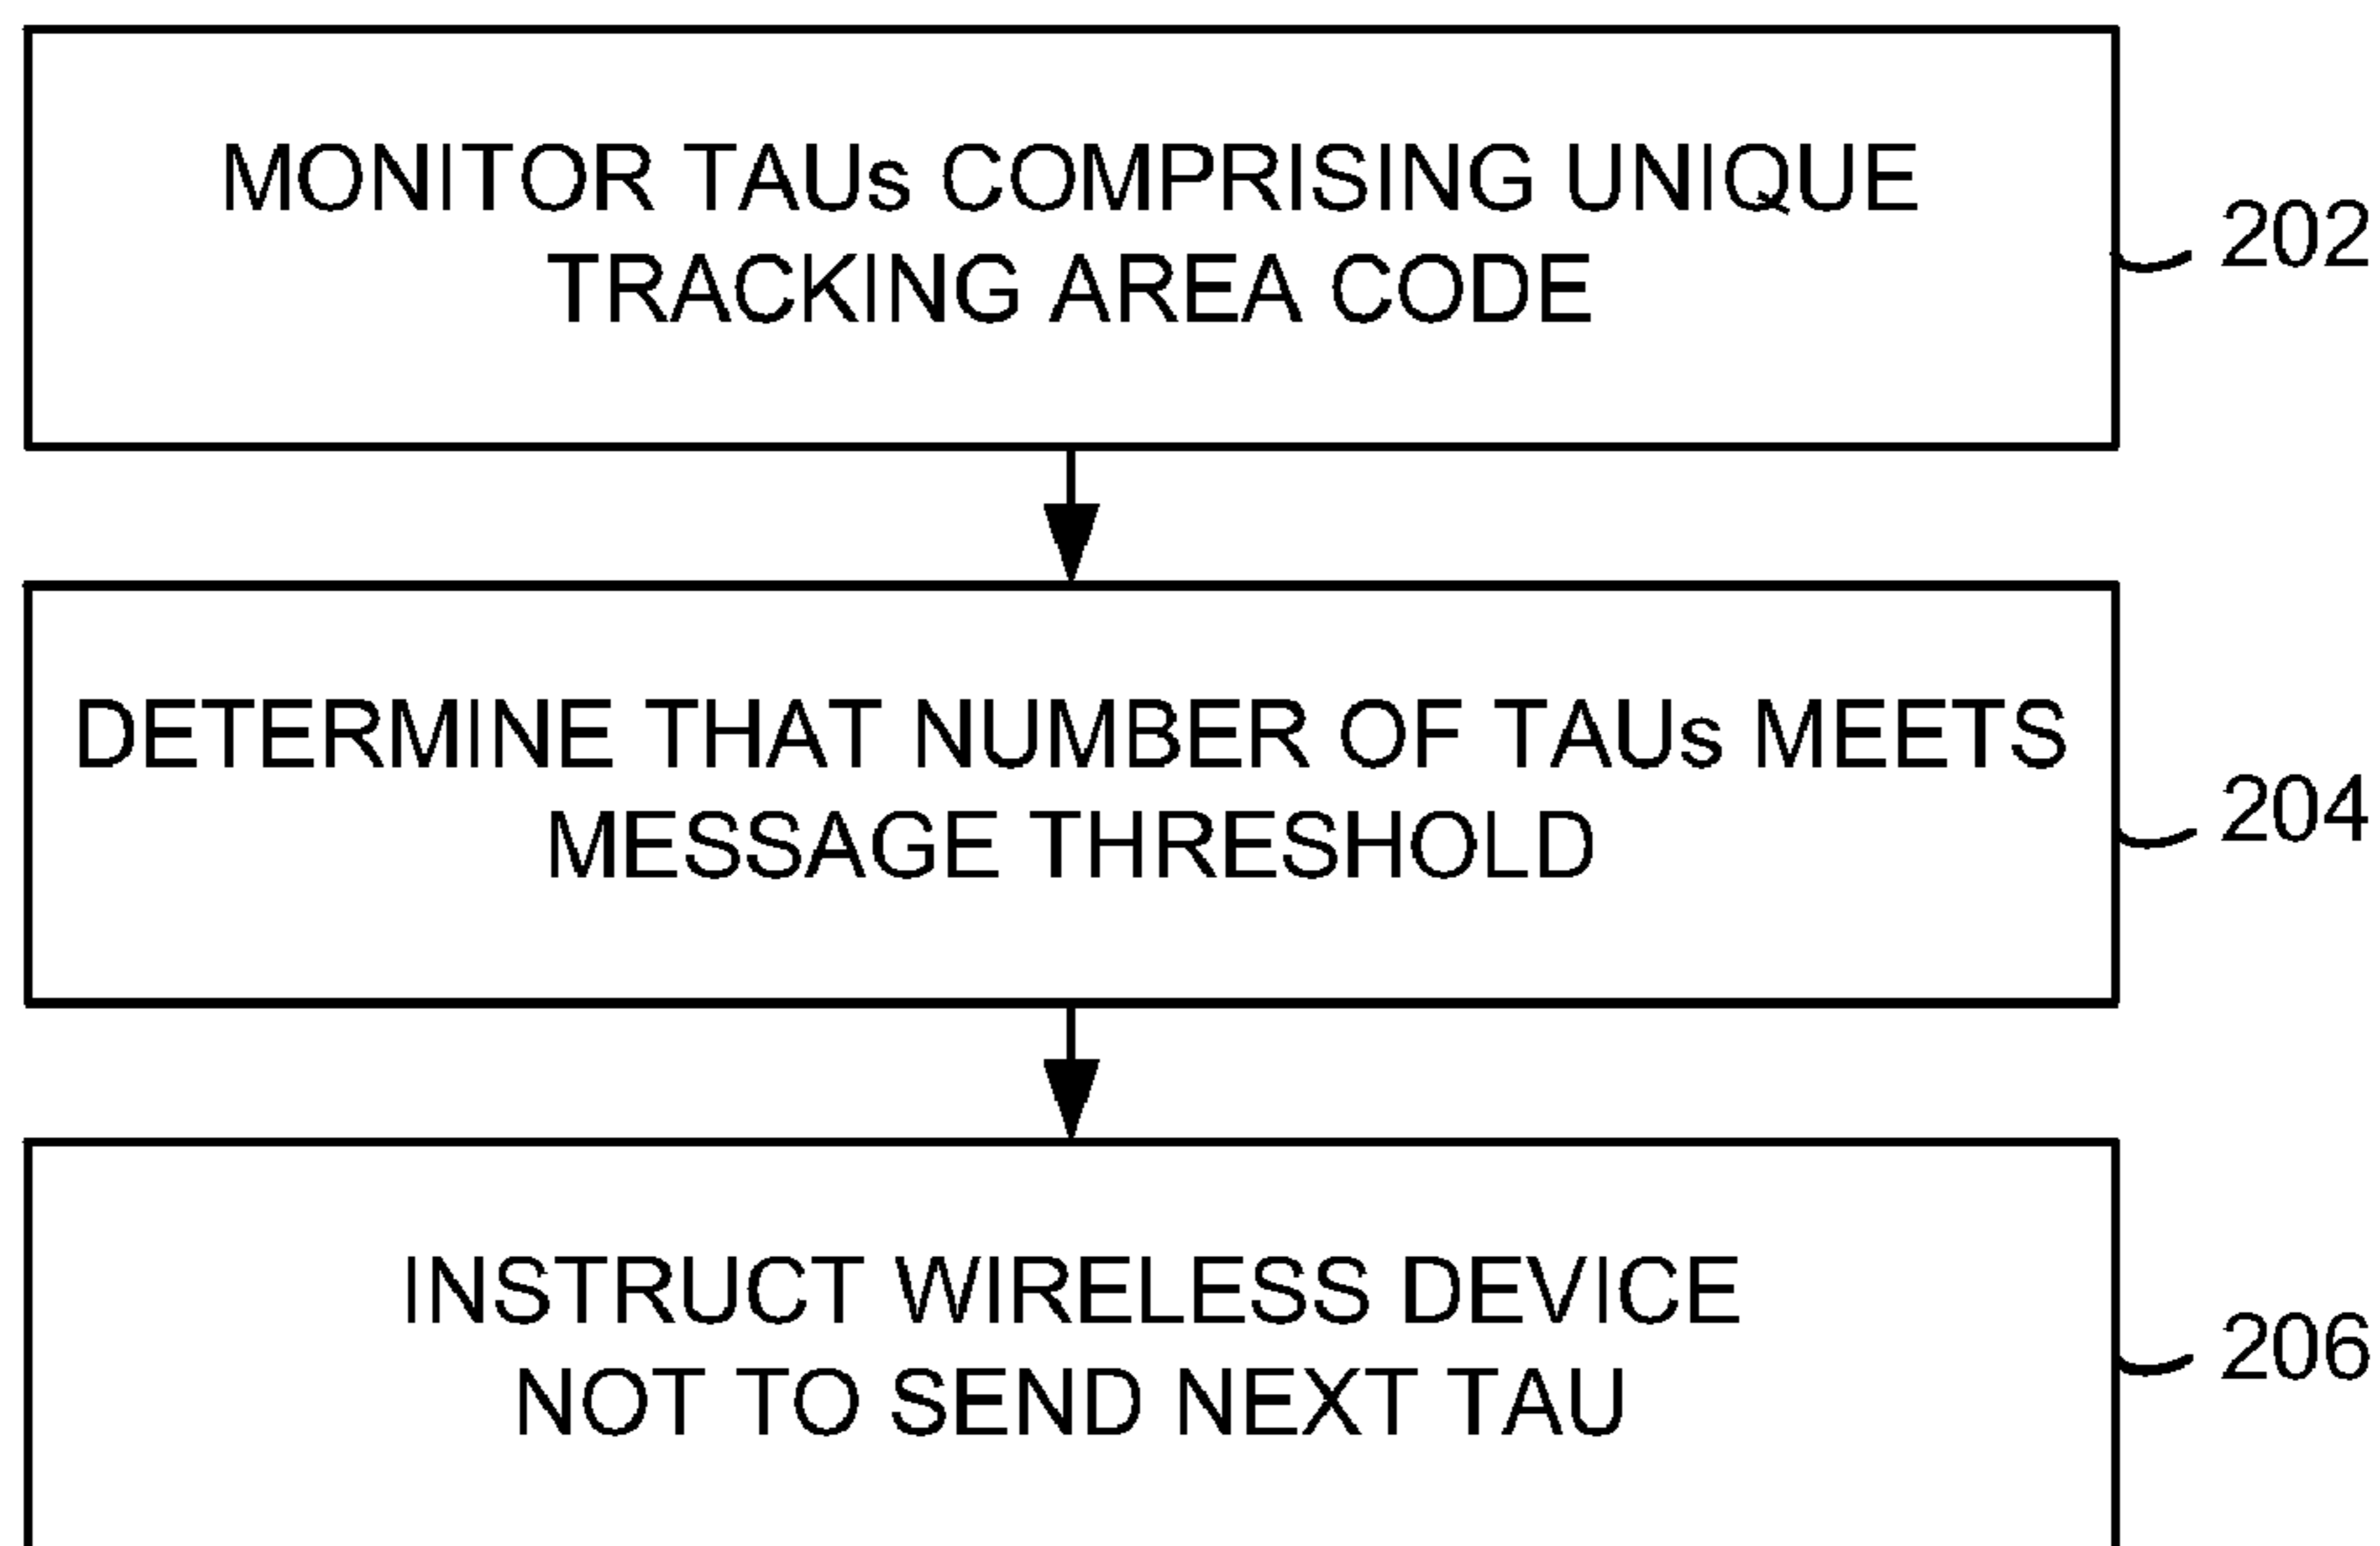 MONITOR TAUs COMPRISING UNIQUE
TRACKING AREA CODE
202
DETERMINE THAT NUMBER OF TAUs MEETS
MESSAGE THRESHOLD
204
INSTRUCT WIRELESS DEVICE
NOT TO SEND NEXT TAU
206